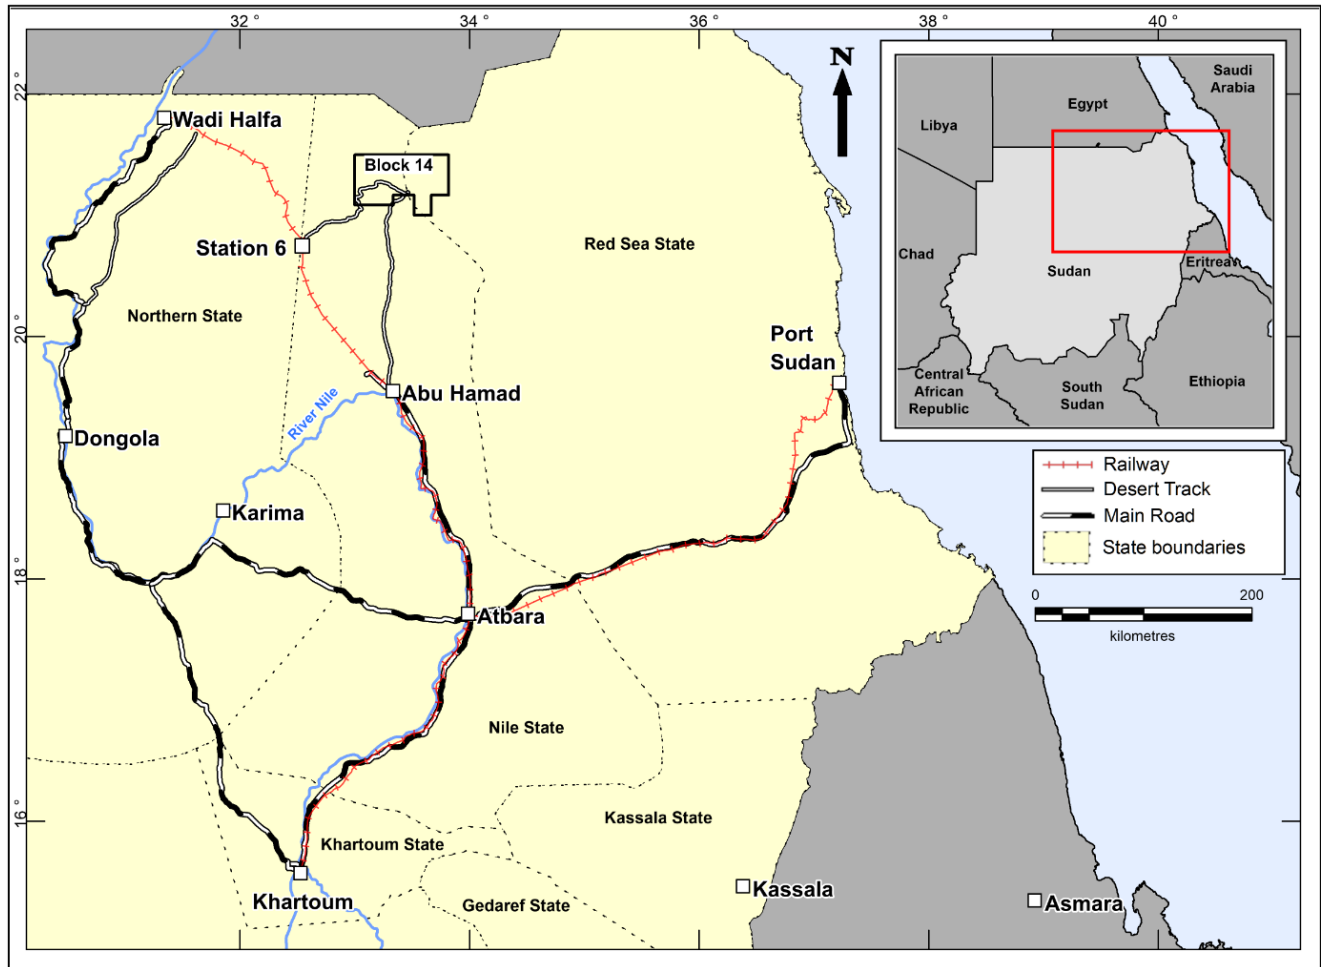 32 °
34 °
36 °
38 °
40 °
22 °
20 °
18 °
16 °
N
Wadi Halfa
Block 14
Station 6
Red Sea State
Northern State
Port
Sudan
Abu Hamad
River Nile
Dongola
Karima
Atbara
Nile State
Kassala State
Khartoum State
Khartoum
Gedaref State
Kassala
Asmara
Saudi
Arabia
Egypt
Libya
Chad
Sudan
Eritrea
Central
African
Republic
South
Sudan
Ethiopia
Railway
Desert Track
Main Road
State boundaries
0
200
kilometres